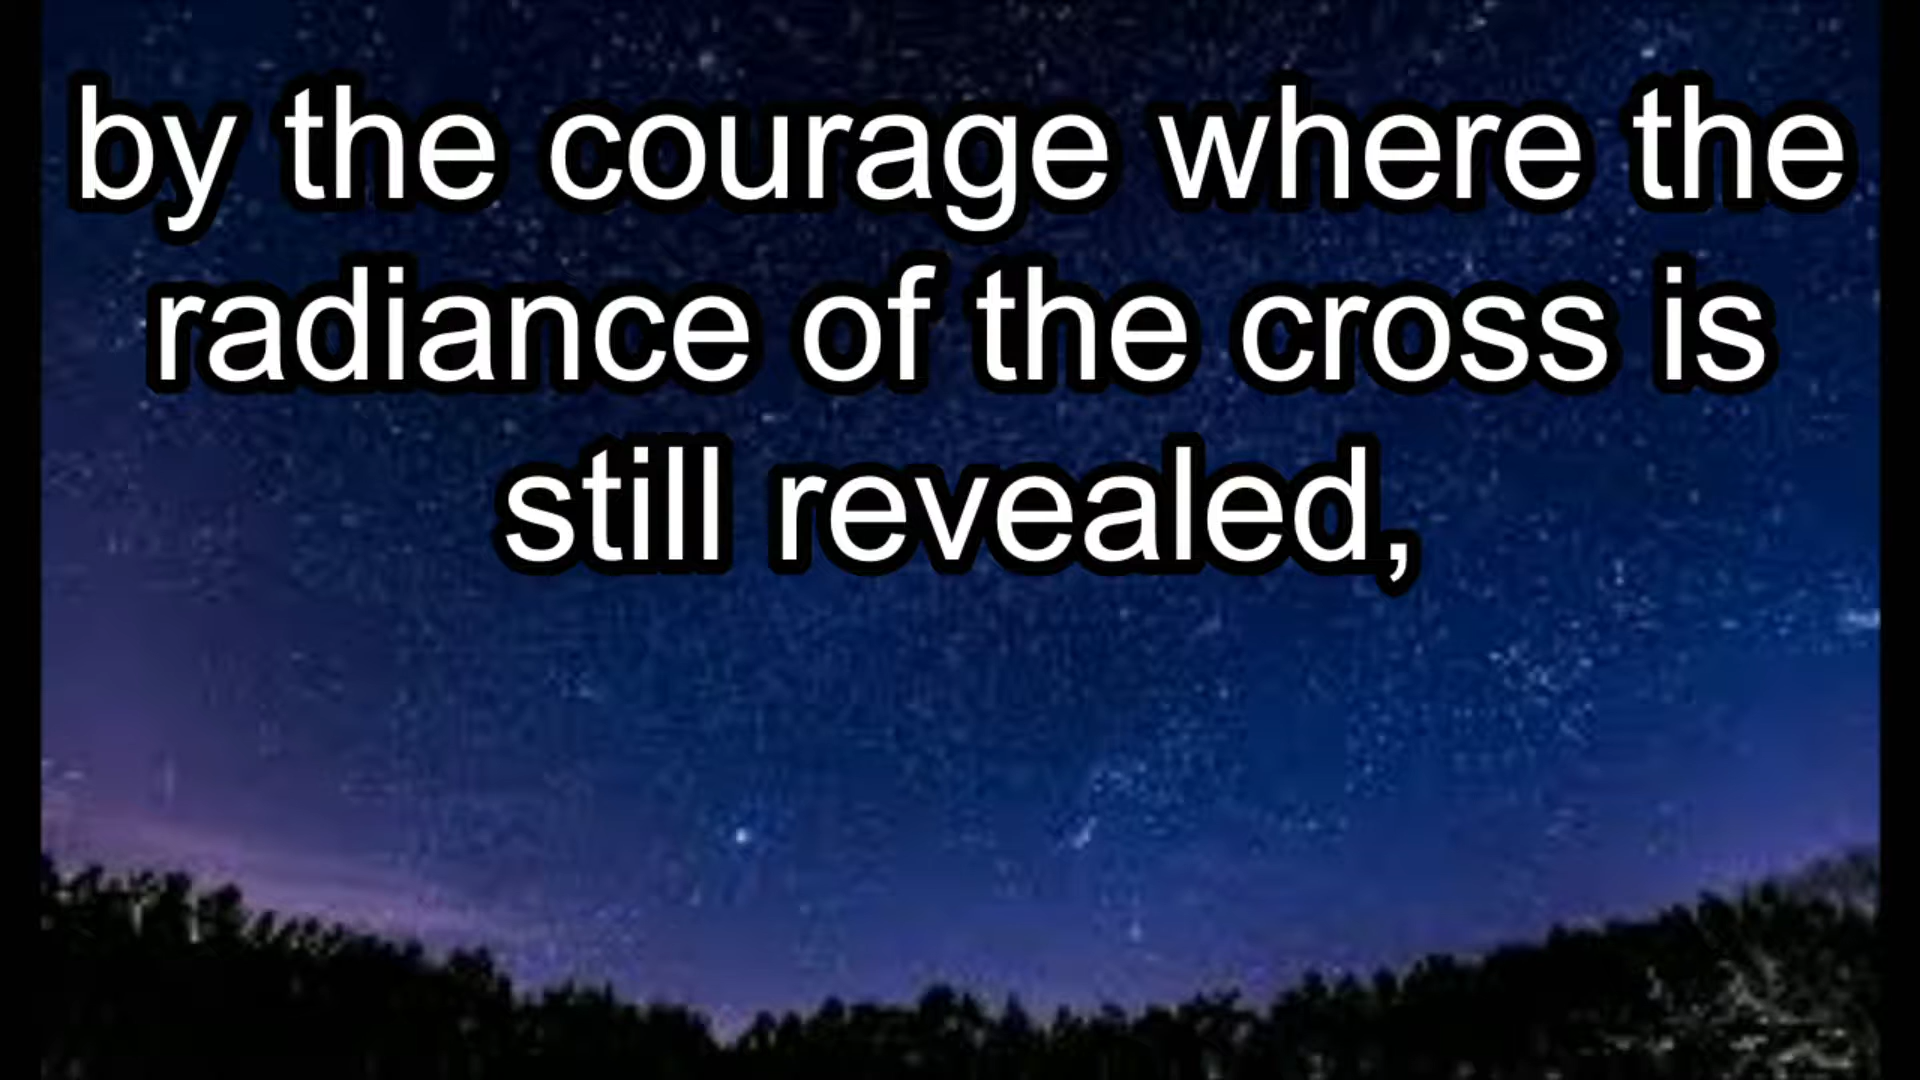 by the courage where the
radiance of the cross is
still revealed,